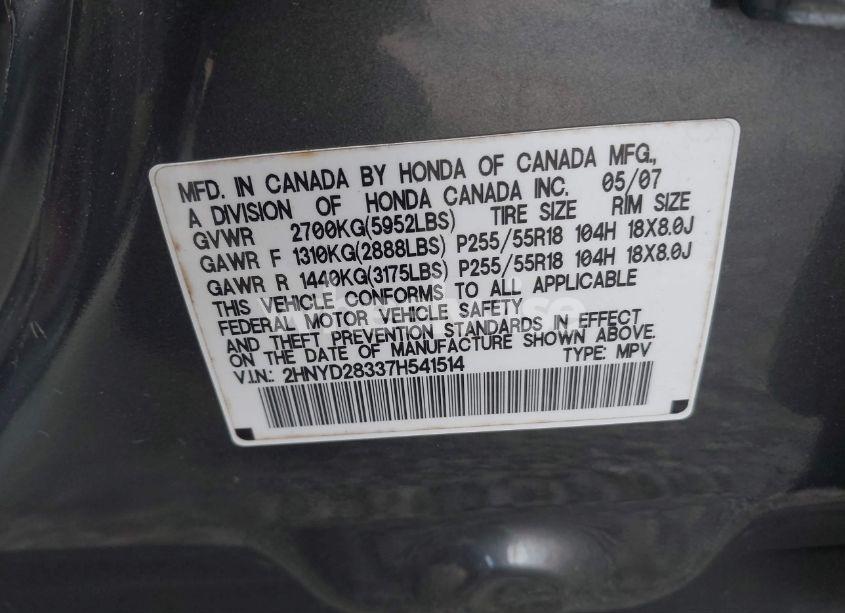 MFD. IN CANADA BY HONDA OF CANADA MFG.,
A DIVISION OF HONDA CANADA INC. 05/07
GVWR 2700KG(5952LBS) TIRE SIZE RIM SIZE
GAWR F 1310KG(2888LBS) P255/55R18 104H 18X8.0J
GAWR R 1440KG(3175LBS) P255/55R18 104H 18X8.0J
THIS VEHICLE CONFORMS TO ALL APPLICABLE
FEDERAL MOTOR VEHICLE SAFETY
AND THEFT PREVENTION STANDARDS IN EFFECT
ON THE DATE OF MANUFACTURE SHOWN ABOVE.
V.I.N.: 2HNYD28337H541514 TYPE: MPV